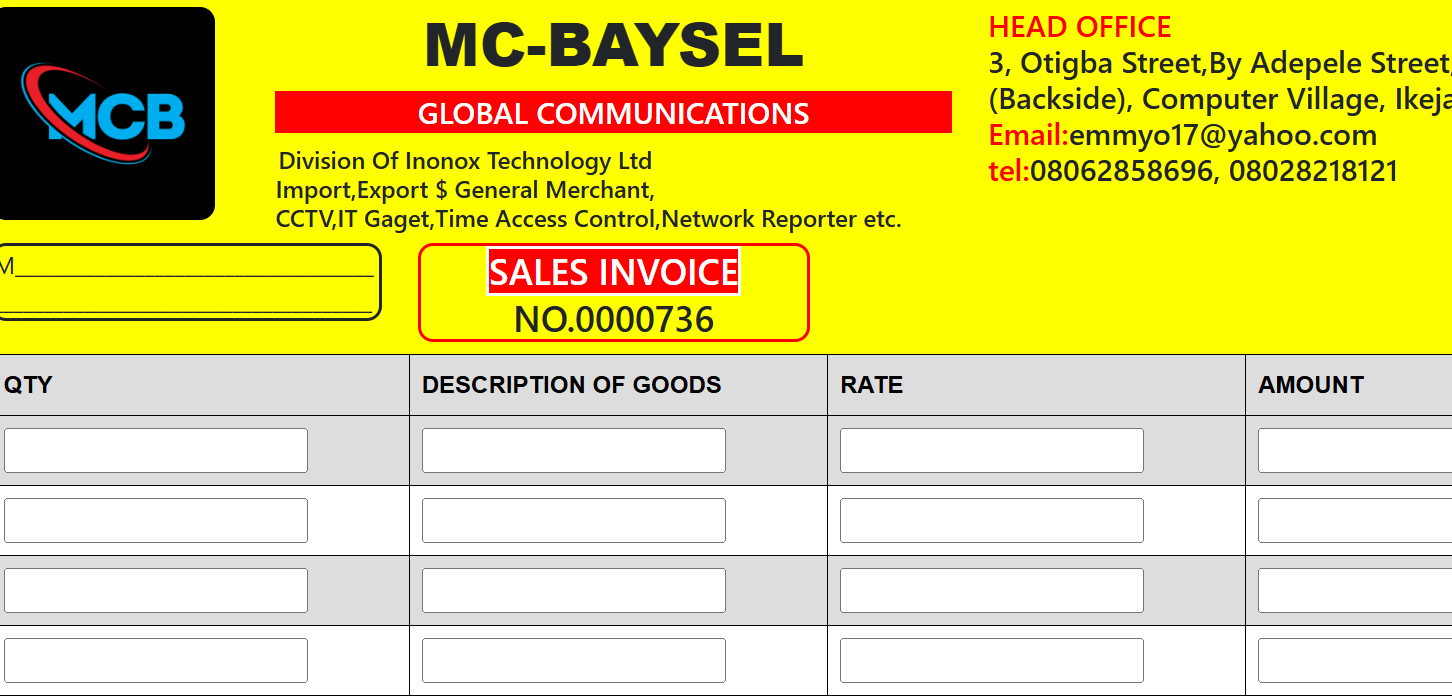 MCB
MC-BAYSEL
GLOBAL COMMUNICATIONS
Division Of Inonox Technology Ltd
Import,Export $ General Merchant,
CCTV,IT Gaget,Time Access Control,Network Reporter etc.
HEAD OFFICE
3, Otigba Street,By Adepele Street,
(Backside), Computer Village, Ikeja
Email:emmyo17@yahoo.com
tel:08062858696, 08028218121
M
SALES INVOICE
NO.0000736
QTY DESCRIPTION OF GOODS RATE AMOUNT